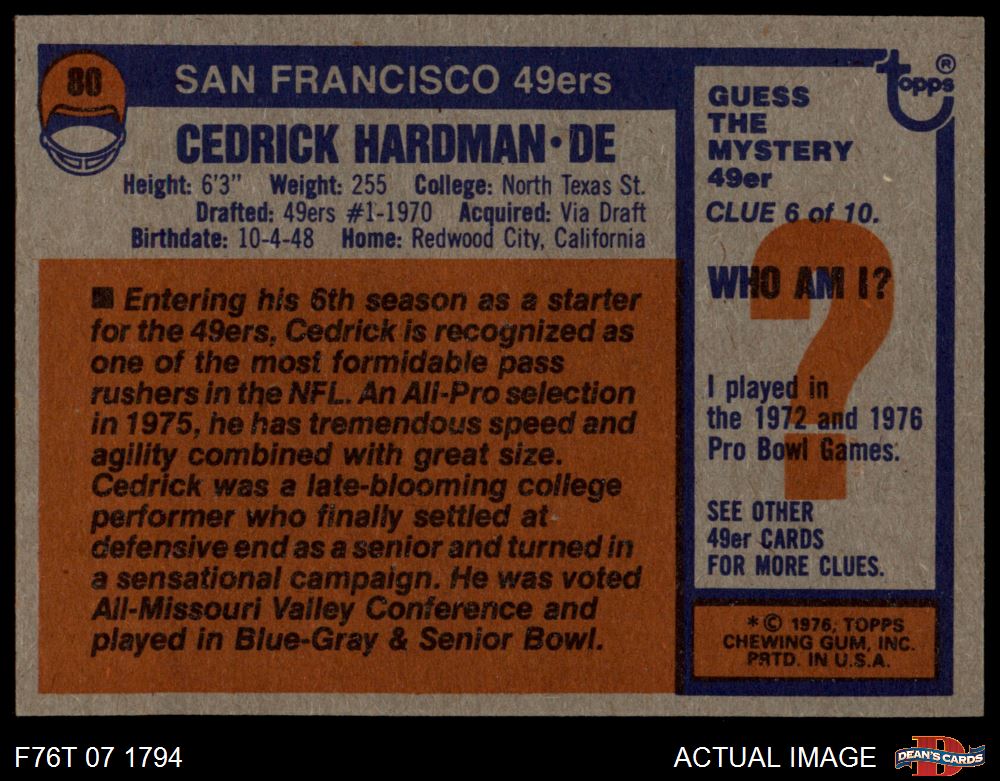 80
SAN FRANCISCO 49ers
CEDRICK HARDMAN•DE
Height: 6'3" Weight: 255 College: North Texas St.
Drafted: 49ers #1-1970 Acquired: Via Draft
Birthdate: 10-4-48 Home: Redwood City, California
■ Entering his 6th season as a starter
for the 49ers, Cedrick is recognized as
one of the most formidable pass
rushers in the NFL. An All-Pro selection
in 1975, he has tremendous speed and
agility combined with great size.
Cedrick was a late-blooming college
performer who finally settled at
defensive end as a senior and turned in
a sensational campaign. He was voted
All-Missouri Valley Conference and
played in Blue-Gray & Senior Bowl.
topps®
GUESS
THE
MYSTERY
49er
CLUE 6 of 10.
?
WHO AM I?
I played in
the 1972 and 1976
Pro Bowl Games.
SEE OTHER
49er CARDS
FOR MORE CLUES.
*© 1976, TOPPS
CHEWING GUM, INC.
PRTD. IN U.S.A.
F76T 07 1794
ACTUAL IMAGE
D
DEAN'S CARDS